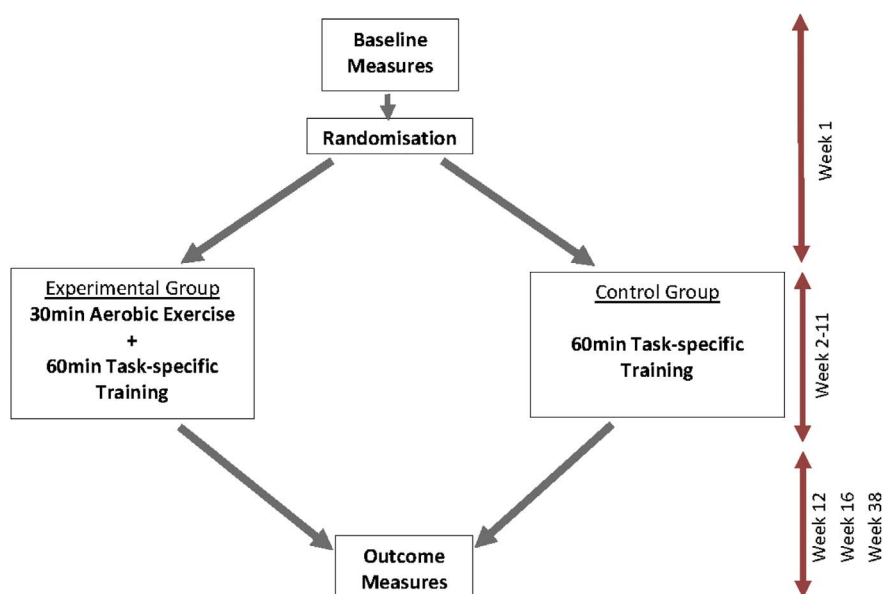 Baseline
Measures
Randomisation
Week 1
Experimental Group
30min Aerobic Exercise
+
60min Task-specific
Training
Control Group
60min Task-specific
Training
Week 2-11
Outcome
Measures
Week 12
Week 16
Week 38